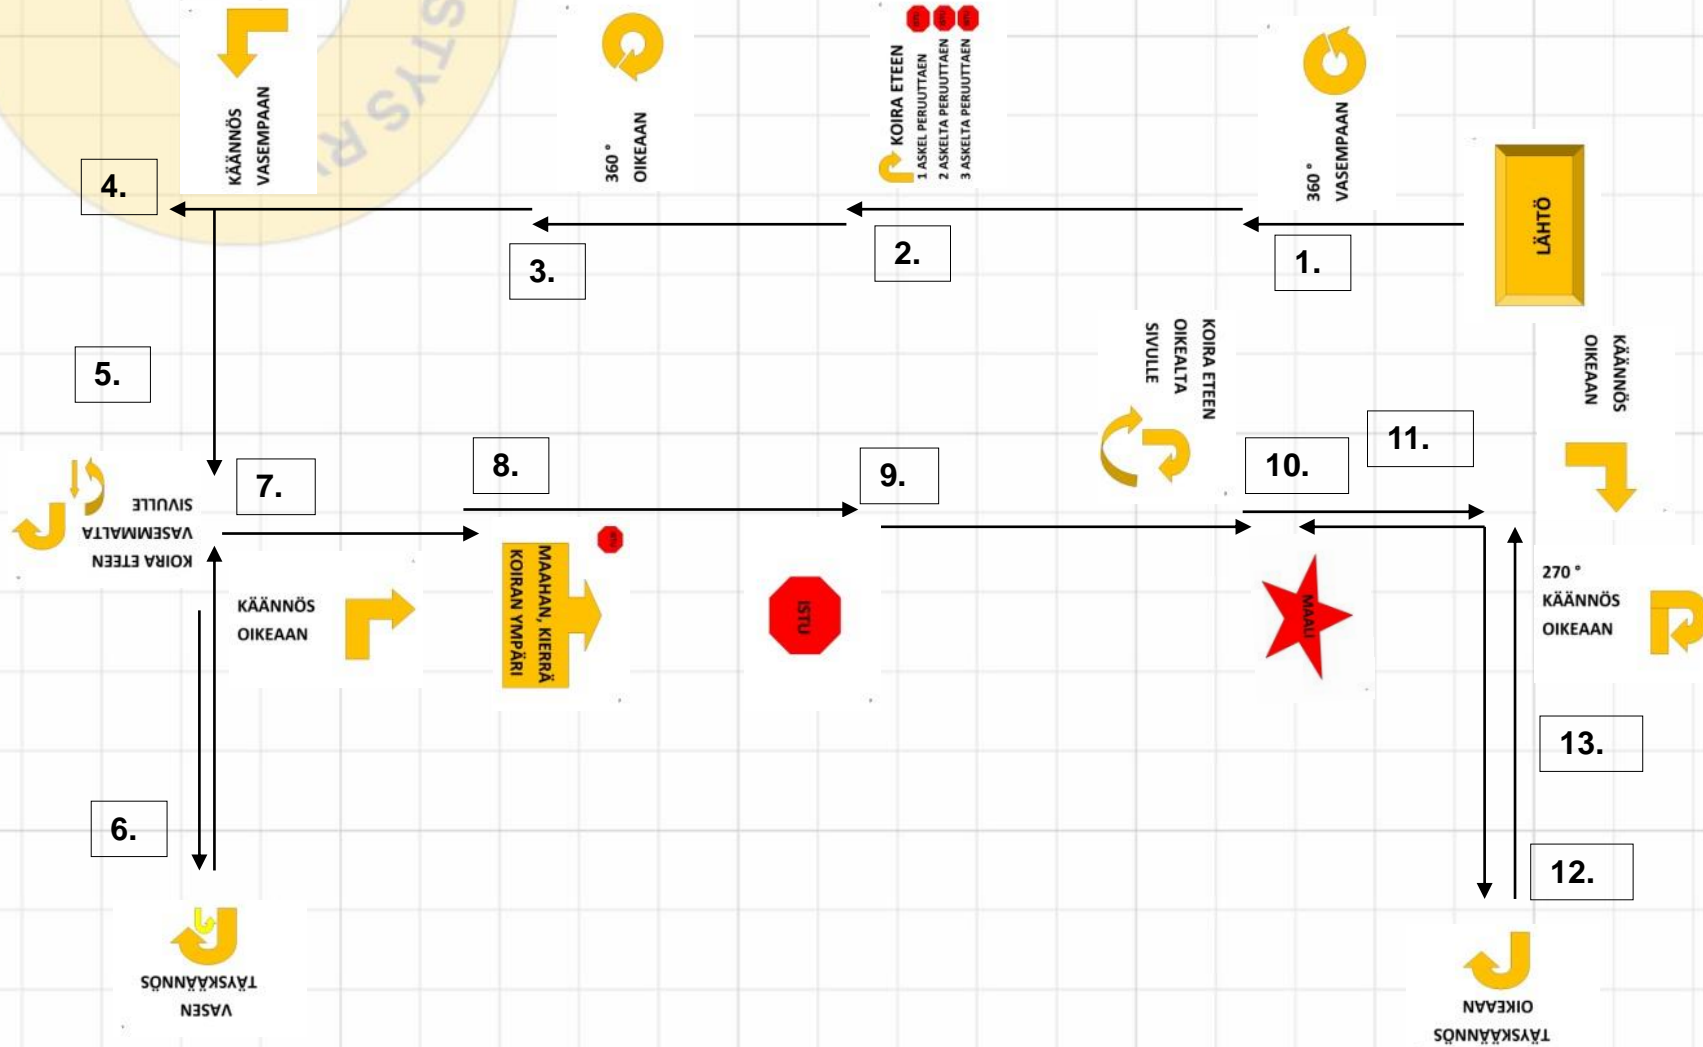 STYS RY
KÄÄNNÖS
VASEMPAAN
360 °
OIKEAAN
KOIRA ETEEN
1 ASKEL PERUUTTAEN
2 ASKELTA PERUUTTAEN
3 ASKELTA PERUUTTAEN
360 °
VASEMPAAN
LÄHTÖ
4.
3.
2.
1.
5.
KOIRA ETEEN
OIKEALTA
SIVULLE
KÄÄNNÖS
OIKEAAN
7.
8.
9.
10.
11.
KOIRA ETEEN
VASEMMALTA
SIVULLE
KÄÄNNÖS
OIKEAAN
MAAHAN, KIERRÄ
KOIRAN YMPÄRI
ISTU
MAALI
270 °
KÄÄNNÖS
OIKEAAN
13.
6.
12.
VASEN
TÄYSKÄÄNNÖS
TÄYSKÄÄNNÖS
OIKEAAN